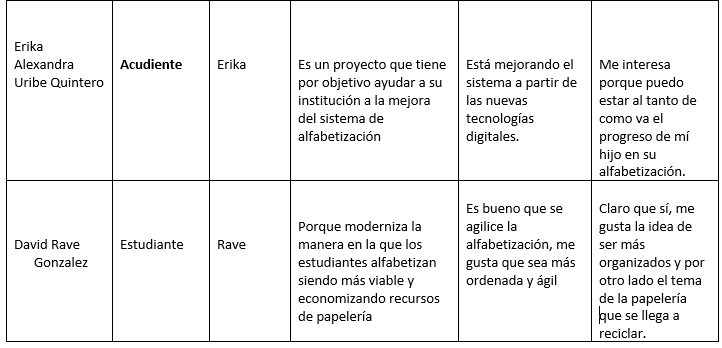 Erika
Alexandra
Uribe Quintero
Acudiente
Erika
Es un proyecto que tiene
por objetivo ayudar a su
institución a la mejora
del sistema de
alfabetización
Está mejorando el
sistema a partir de
las nuevas
tecnologías
digitales.
Me interesa
porque puedo
estar al tanto de
como va el
progreso de mí
hijo en su
alfabetización.
David Rave
Gonzalez
Estudiante
Rave
Porque moderniza la
manera en la que los
estudiantes alfabetizan
siendo más viable y
economizando recursos
de papelería
Es bueno que se
agilice la
alfabetización, me
gusta que sea más
ordenada y ágil
Claro que sí, me
gusta la idea de
ser más
organizados y por
otro lado el tema
de la papelería
que se llega a
reciclar.